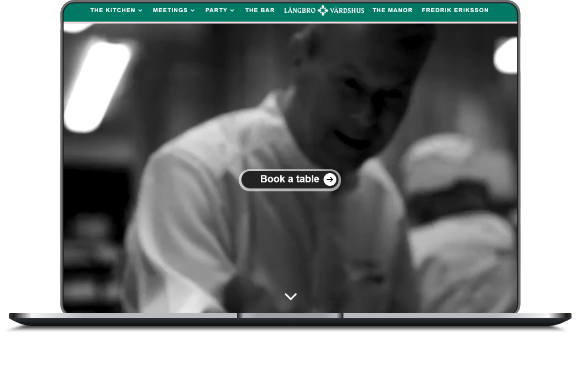 THE KITCHEN MEETINGS PARTY THE BAR LÅNGBRO VÄRDSHUS THE MANOR FREDRIK ERIKSSON
Book a table